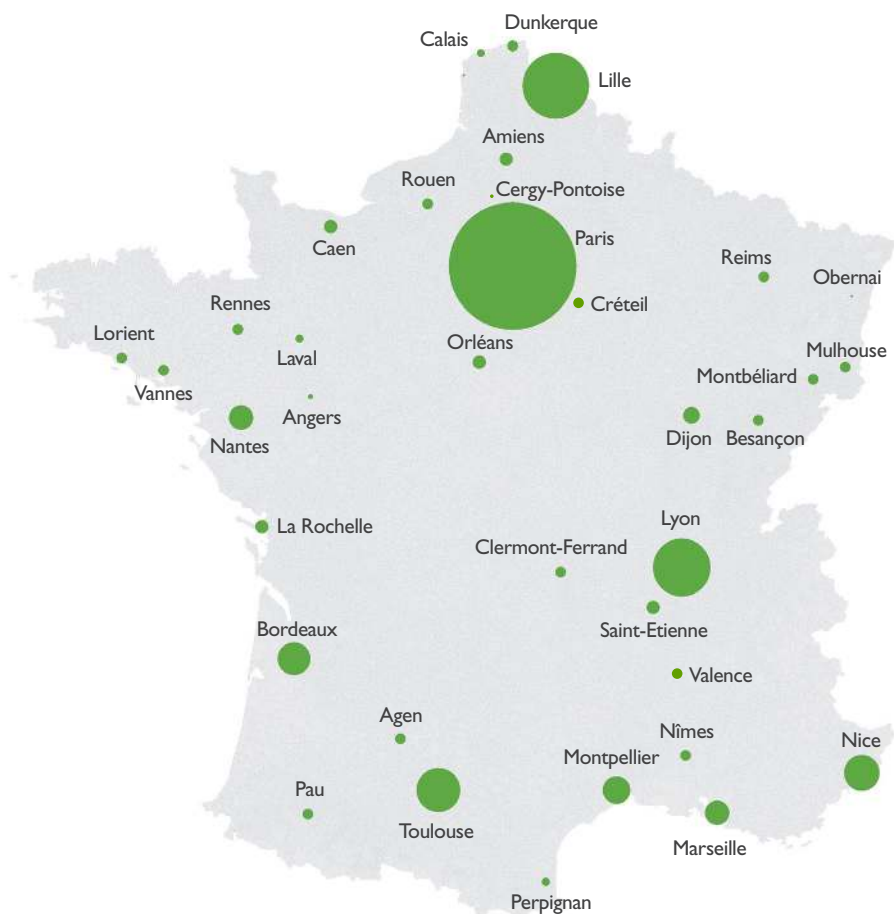 Dunkerque
Calais
Lille
Amiens
Rouen
Cergy-Pontoise
Caen
Paris
Reims
Obernai
Créteil
Rennes
Lorient
Laval
Orléans
Mulhouse
Montbéliard
Vannes
Angers
Nantes
Dijon
Besançon
La Rochelle
Lyon
Clermont-Ferrand
Saint-Etienne
Bordeaux
Valence
Agen
Nîmes
Nice
Montpellier
Pau
Toulouse
Marseille
Perpignan